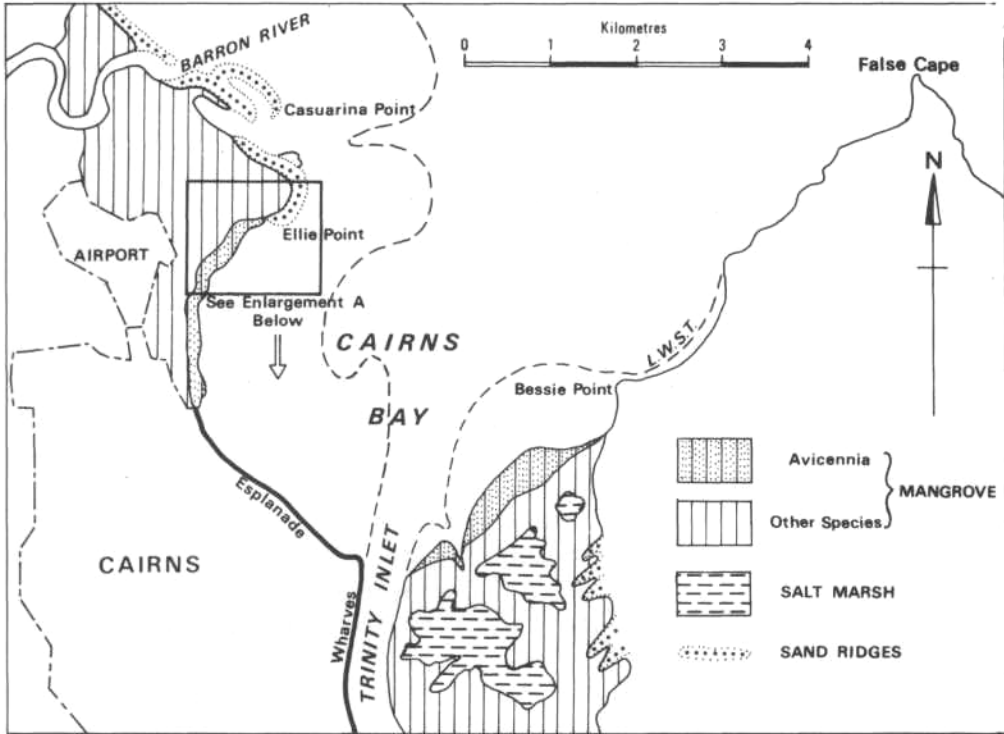 Kilometres
0 1 2 3 4
BARRON RIVER
False Cape
Casuarina Point
N
Ellie Point
AIRPORT
See Enlargement A
Below
CAIRNS
BAY
L.W.S.T.
Bessie Point
Avicennia
MANGROVE
Other Species
Esplanade
CAIRNS
TRINITY INLET
Wharves
SALT MARSH
SAND RIDGES